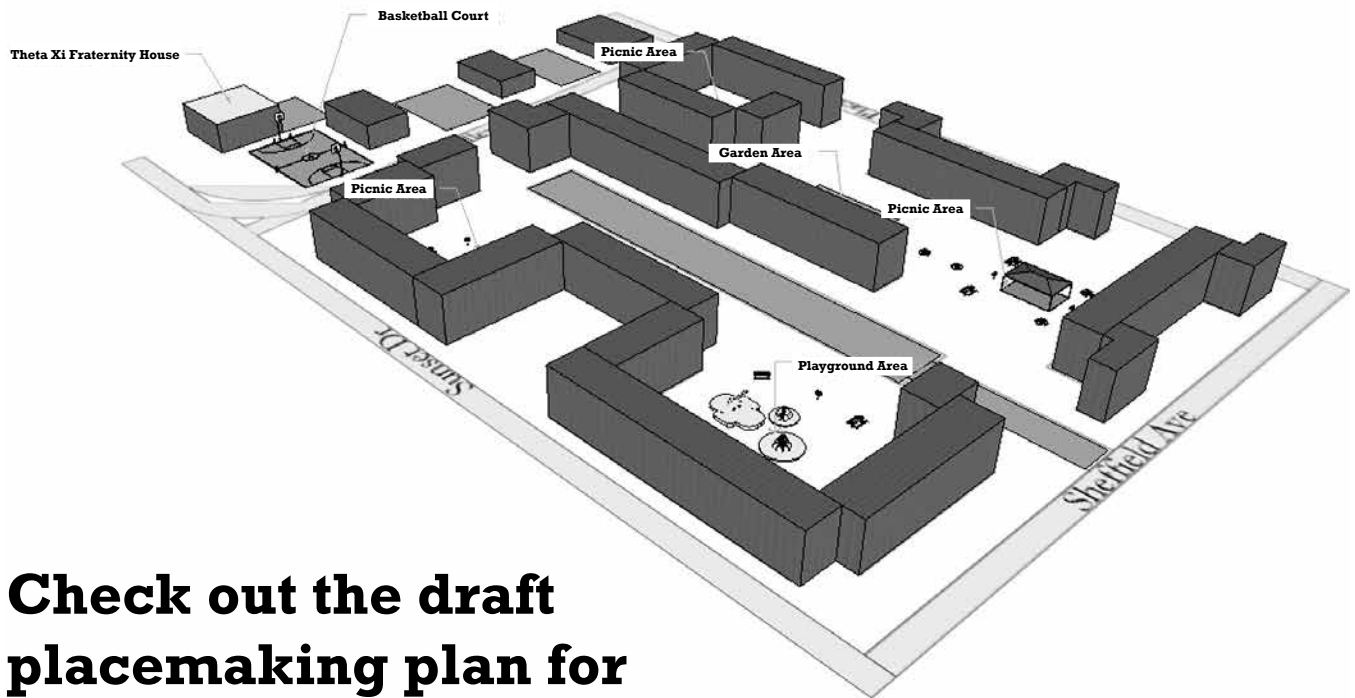 Basketball Court
Theta Xi Fraternity House
Picnic Area
Garden Area
Picnic Area
Picnic Area
Playground Area
Sunset Dr
Sheffield Ave
Check out the draft
placemaking plan for